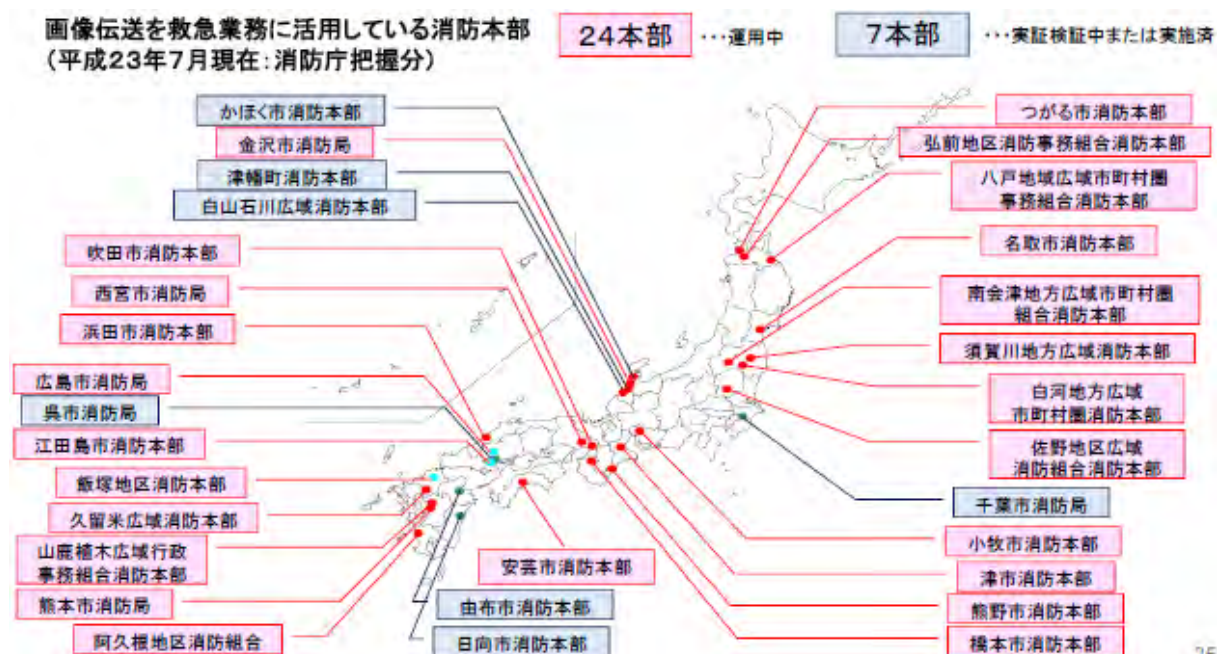 画像伝送を救急業務に活用している消防本部
(平成23年7月現在:消防庁把握分)
24本部
・・・運用中
7本部
・・・実証検証中または実施済
かほく市消防本部
金沢市消防局
津幡町消防本部
白山石川広域消防本部
吹田市消防本部
西宮市消防局
浜田市消防本部
広島市消防局
呉市消防局
江田島市消防本部
飯塚地区消防本部
久留米広域消防本部
山鹿植木広域行政
事務組合消防本部
熊本市消防局
阿久根地区消防組合
安芸市消防本部
由布市消防本部
日向市消防本部
つがる市消防本部
弘前地区消防事務組合消防本部
八戸地域広域市町村圏
事務組合消防本部
名取市消防本部
南会津地方広域市町村圏
組合消防本部
須賀川地方広域消防本部
白河地方広域
市町村圏消防本部
佐野地区広域
消防組合消防本部
千葉市消防局
小牧市消防本部
津市消防本部
熊野市消防本部
橋本市消防本部